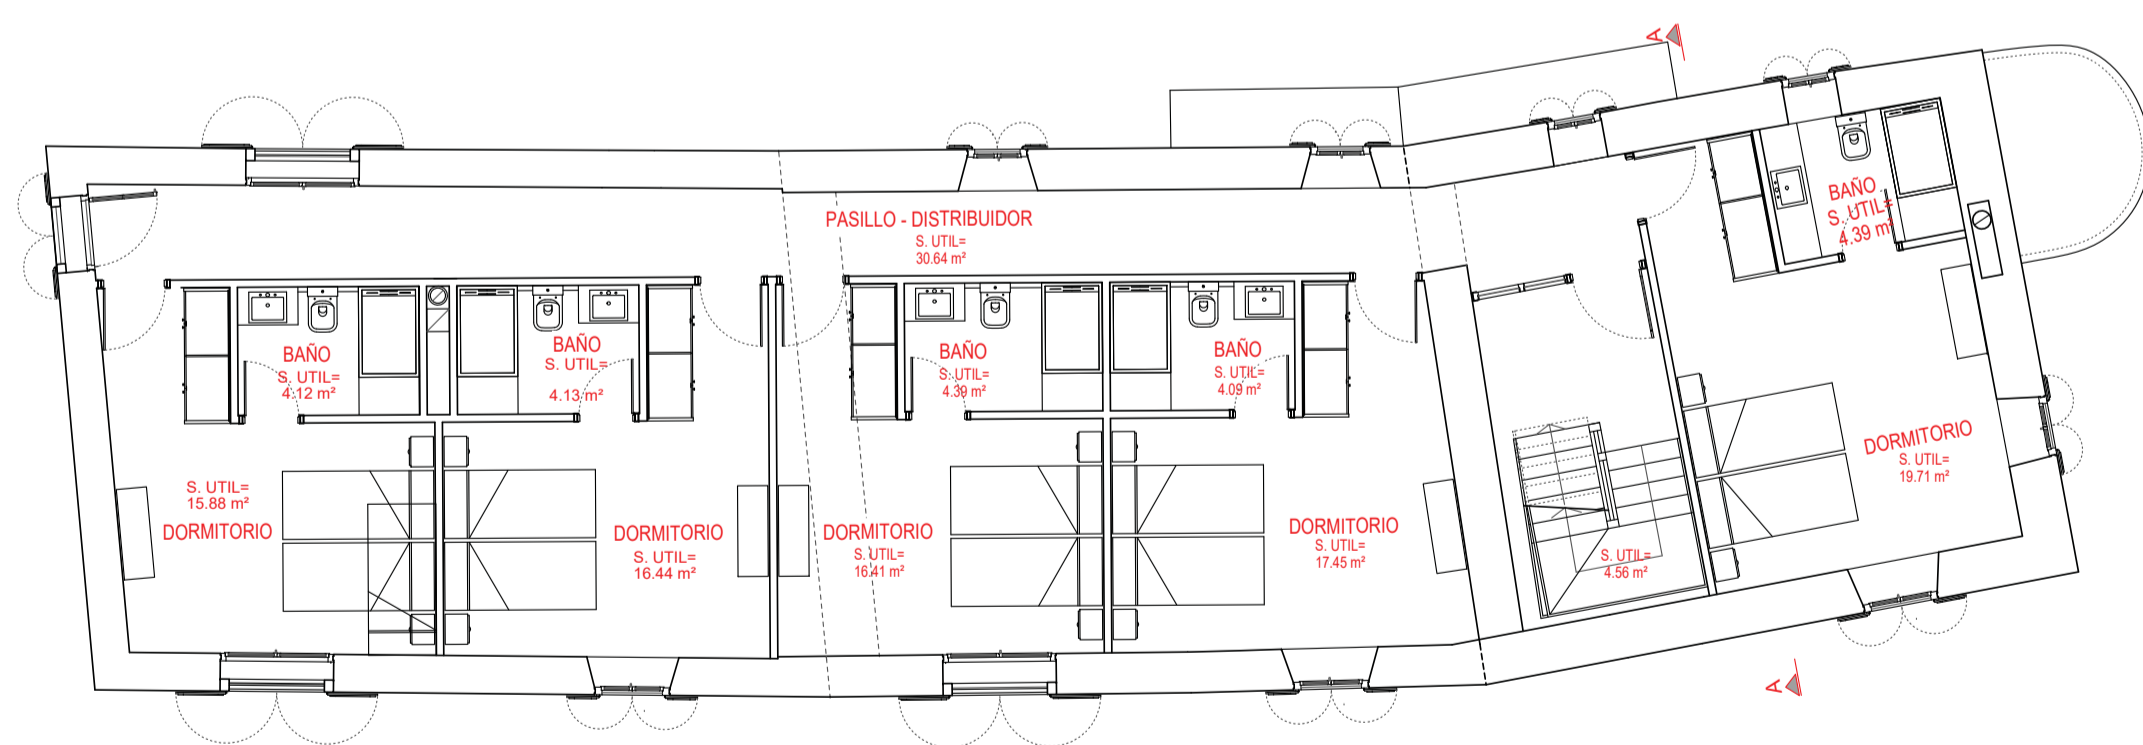 A
PASILLO - DISTRIBUIDOR
S. UTIL=
30.64 m²
BAÑO
S. UTIL=
4.39 m²
BAÑO
S. UTIL=
4.12 m²
BAÑO
S. UTIL=
4.13 m²
BAÑO
S. UTIL=
4.39 m²
BAÑO
S. UTIL=
4.09 m²
S. UTIL=
15.88 m²
DORMITORIO
DORMITORIO
S. UTIL=
16.44 m²
DORMITORIO
S. UTIL=
16.41 m²
DORMITORIO
S. UTIL=
17.45 m²
S. UTIL=
4.56 m²
DORMITORIO
S. UTIL=
19.71 m²
A